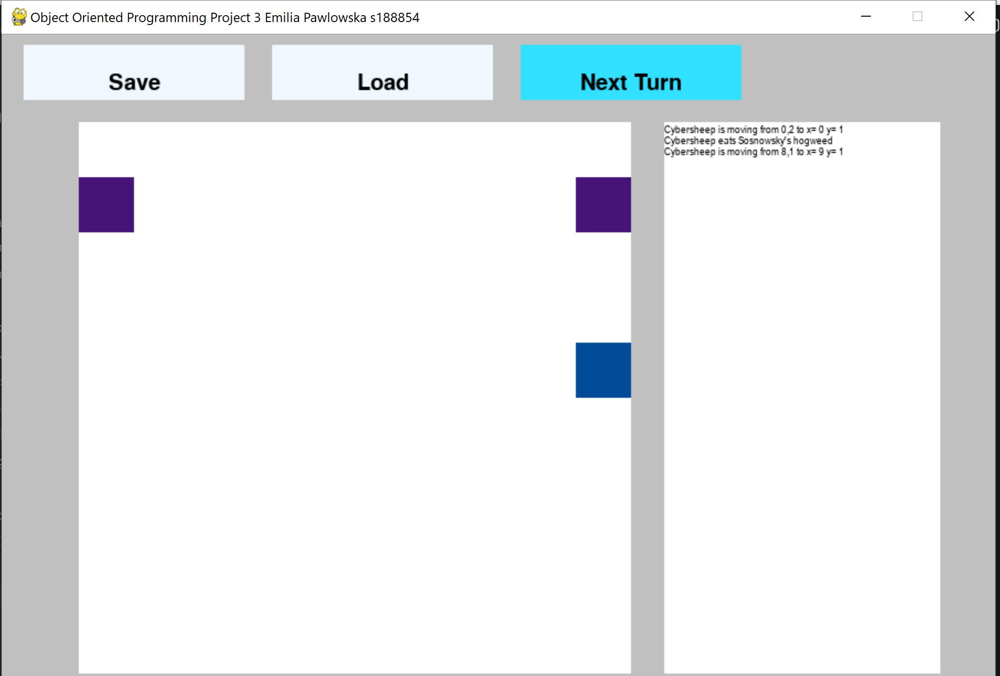 Object Oriented Programming Project 3 Emilia Pawlowska s188854
Save
Load
Next Turn
Cybersheep is moving from 0,2 to x= 0 y= 1
Cybersheep eats Sosnowsky's hogweed
Cybersheep is moving from 8,1 to x= 9 y= 1